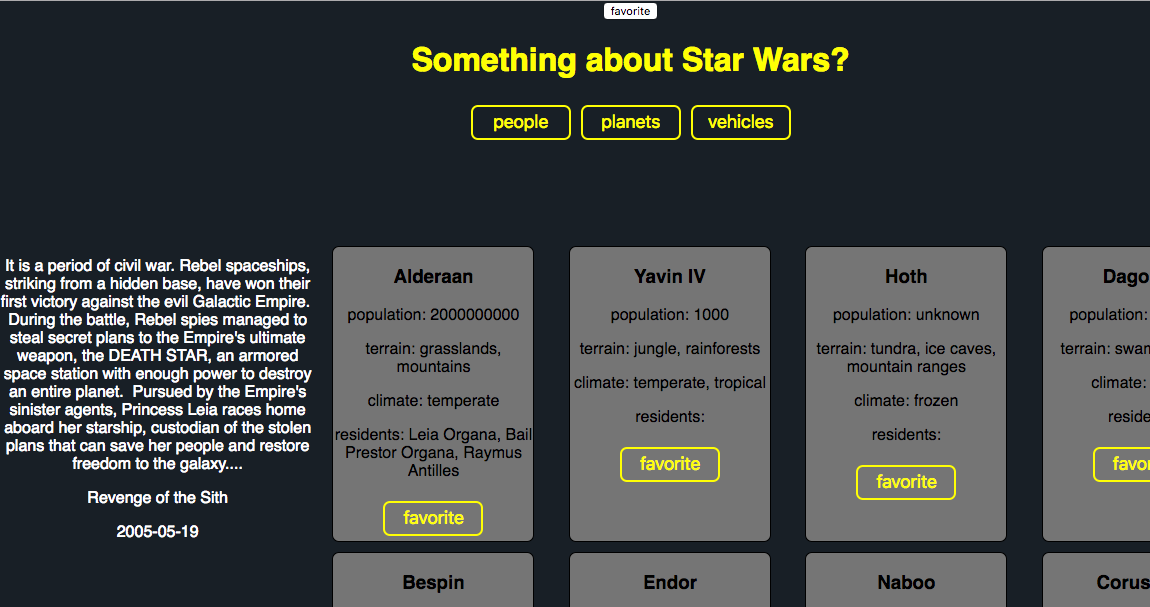 favorite
Something about Star Wars?
people
planets
vehicles
It is a period of civil war. Rebel spaceships,
striking from a hidden base, have won their
first victory against the evil Galactic Empire.
During the battle, Rebel spies managed to
steal secret plans to the Empire's ultimate
weapon, the DEATH STAR, an armored
space station with enough power to destroy
an entire planet. Pursued by the Empire's
sinister agents, Princess Leia races home
aboard her starship, custodian of the stolen
plans that can save her people and restore
freedom to the galaxy....
Revenge of the Sith
2005-05-19
Alderaan
population: 2000000000
terrain: grasslands,
mountains
climate: temperate
residents: Leia Organa, Bail
Prestor Organa, Raymus
Antilles
favorite
Yavin IV
population: 1000
terrain: jungle, rainforests
climate: temperate, tropical
residents:
favorite
Hoth
population: unknown
terrain: tundra, ice caves,
mountain ranges
climate: frozen
residents:
favorite
Dago
population:
terrain: swam
climate:
reside
favor
Bespin
Endor
Naboo
Corus